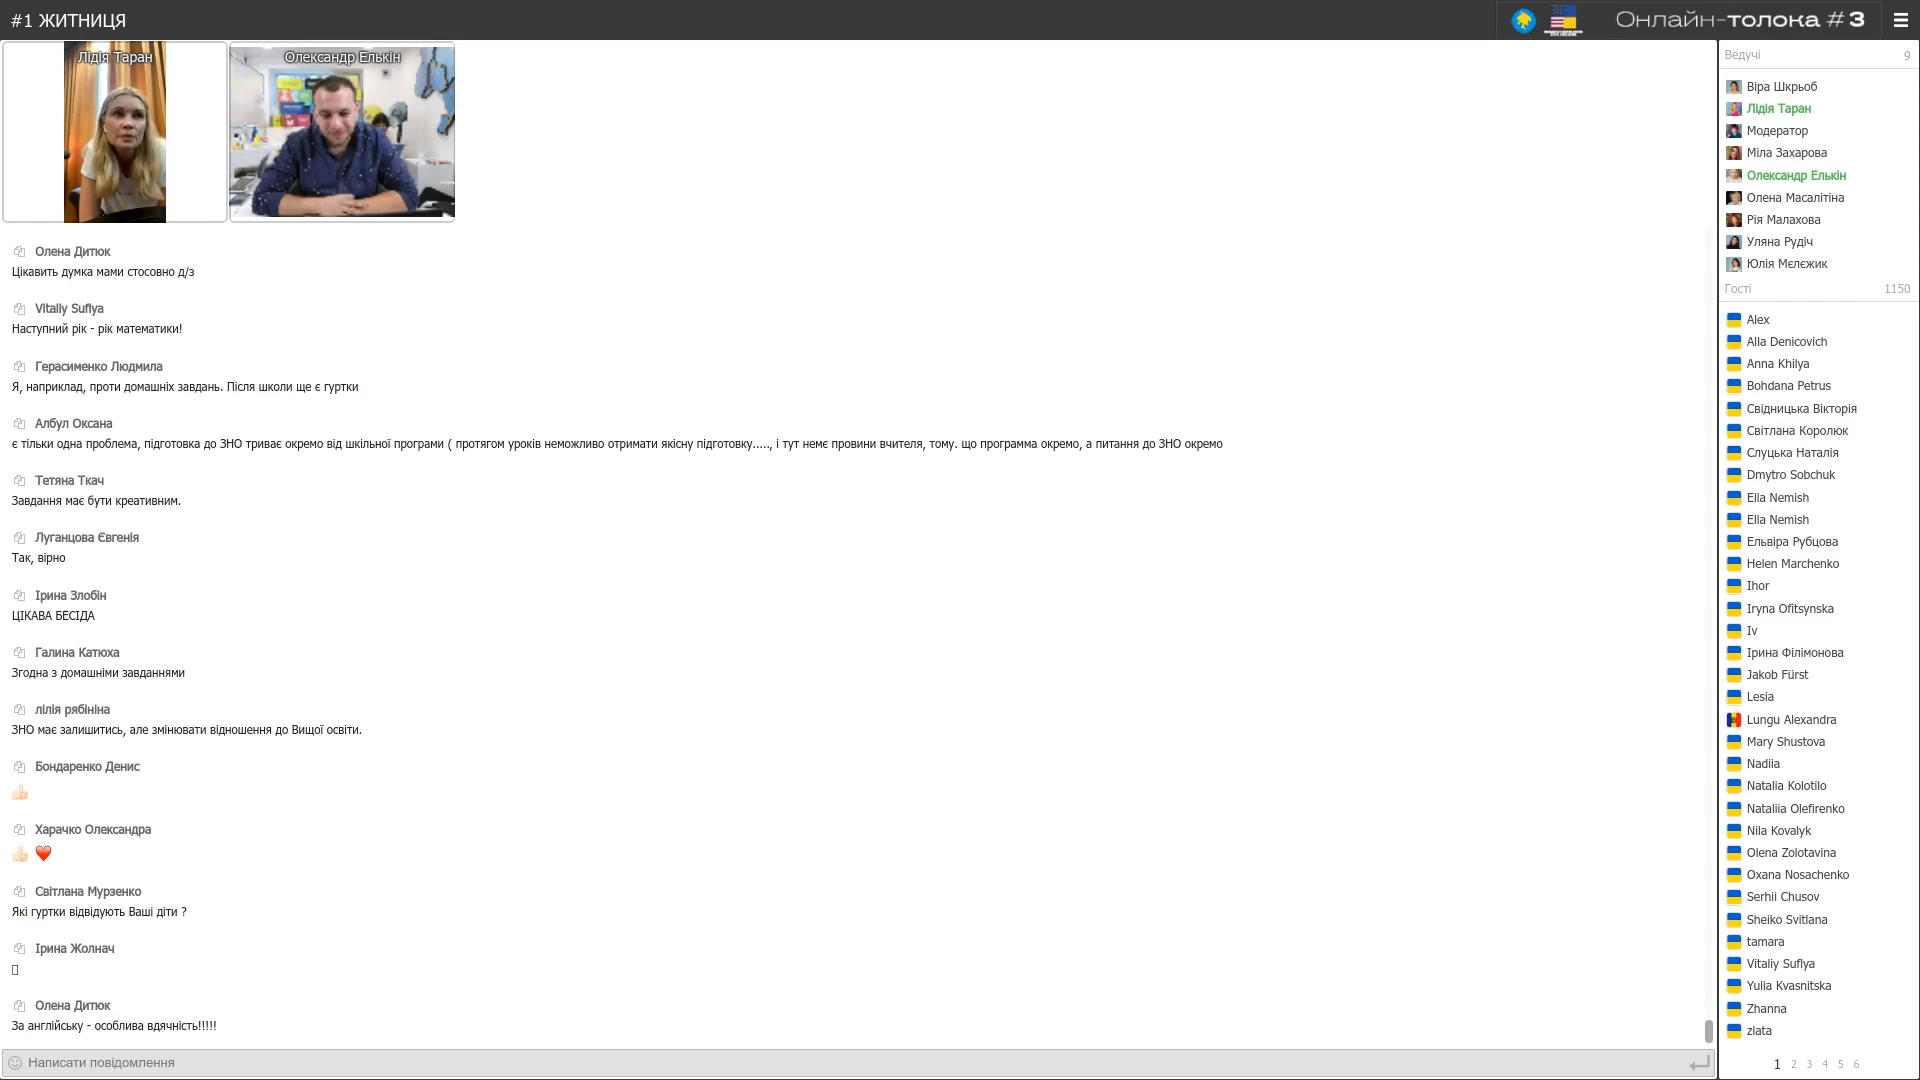 #1 ЖИТНИЦЯ
Онлайн-толока #3
Лідія Таран
Олександр Елькін
Олена Дитюк
Цікавить думка мами стосовно д/з
Vitaliy Suflya
Наступний рік - рік математики!
Герасименко Людмила
Я, наприклад, проти домашніх завдань. Після школи ще є гуртки
Албул Оксана
є тільки одна проблема, підготовка до ЗНО триває окремо від шкільної програми ( протягом уроків неможливо отримати якісну підготовку....., і тут немє провини вчителя, тому. що программа окремо, а питання до ЗНО окремо
Тетяна Ткач
Завдання має бути креативним.
Луганцова Євгенія
Так, вірно
Ірина Злобін
ЦІКАВА БЕСІДА
Галина Катюха
Згодна з домашніми завданнями
лілія рябініна
ЗНО має залишитись, але змінювати відношення до Вищої освіти.
Бондаренко Денис
Харачко Олександра
Світлана Мурзенко
Які гуртки відвідують Ваші діти ?
Ірина Жолнач
Олена Дитюк
За англійську - особлива вдячність!!!!!
Написати повідомлення
Ведучі 9
Віра Шкрьоб
Лідія Таран
Модератор
Міла Захарова
Олександр Елькін
Олена Масалітіна
Рія Малахова
Уляна Рудіч
Юлія Мєлєжик
Гості 1150
Alex
Alla Denicovich
Anna Khilya
Bohdana Petrus
Свідницька Вікторія
Світлана Королюк
Слуцька Наталія
Dmytro Sobchuk
Ella Nemish
Ella Nemish
Ельвіра Рубцова
Helen Marchenko
Ihor
Iryna Ofitsynska
Iv
Ірина Філімонова
Jakob Fürst
Lesia
Lungu Alexandra
Mary Shustova
Nadiia
Natalia Kolotilo
Nataliia Olefirenko
Nila Kovalyk
Olena Zolotavina
Oxana Nosachenko
Serhii Chusov
Sheiko Svitlana
tamara
Vitaliy Suflya
Yulia Kvasnitska
Zhanna
zlata
1 2 3 4 5 6